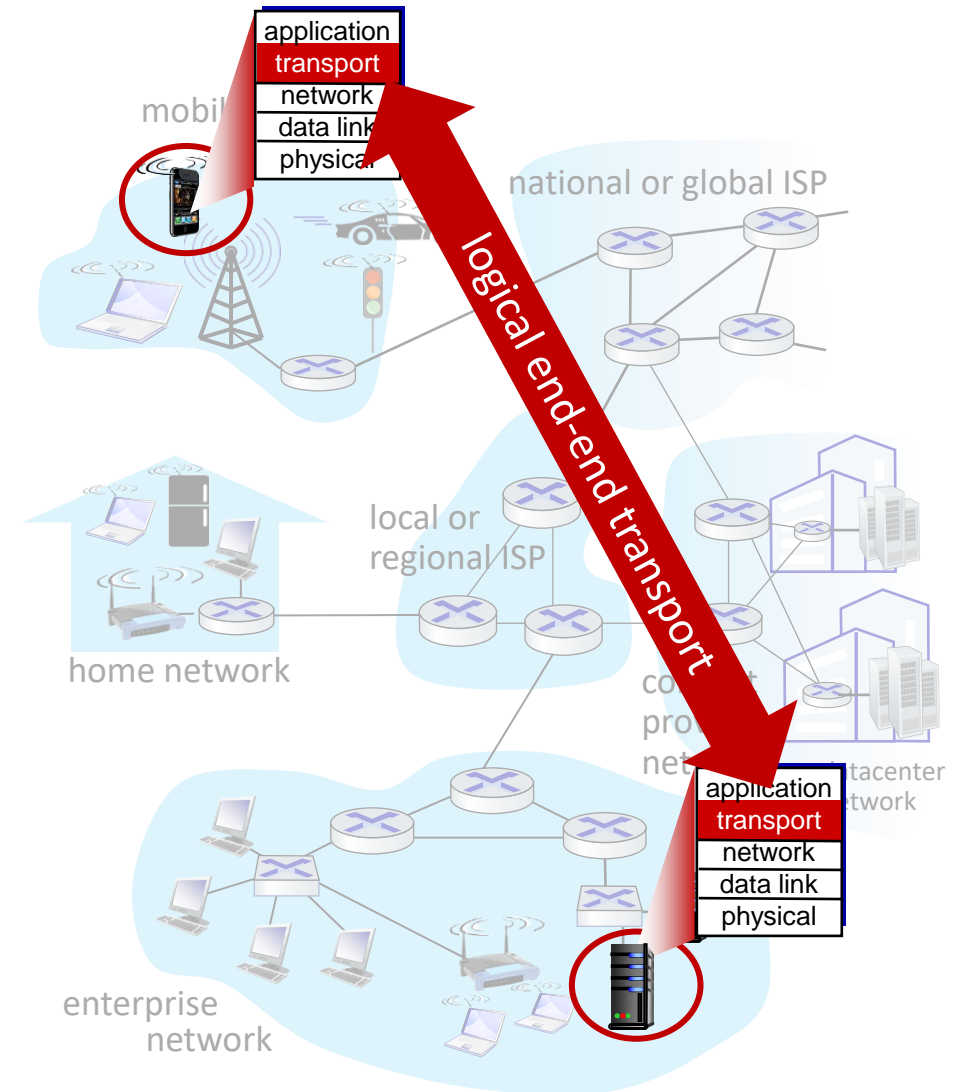 application
transport
network
data link
physical
national or global ISP
logical end-end transport
local or
regional ISP
home network
application
transport
network
data link
physical
enterprise
network